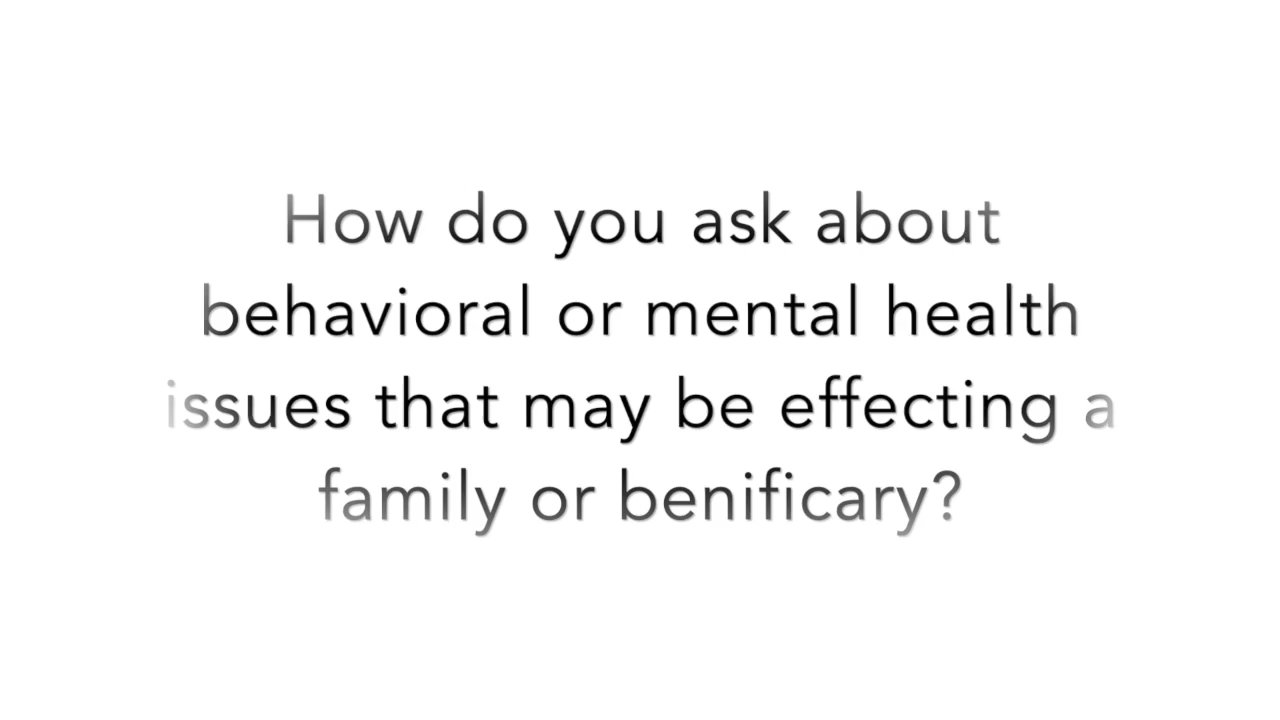 How do you ask about
behavioral or mental health
issues that may be effecting a
family or benificary?